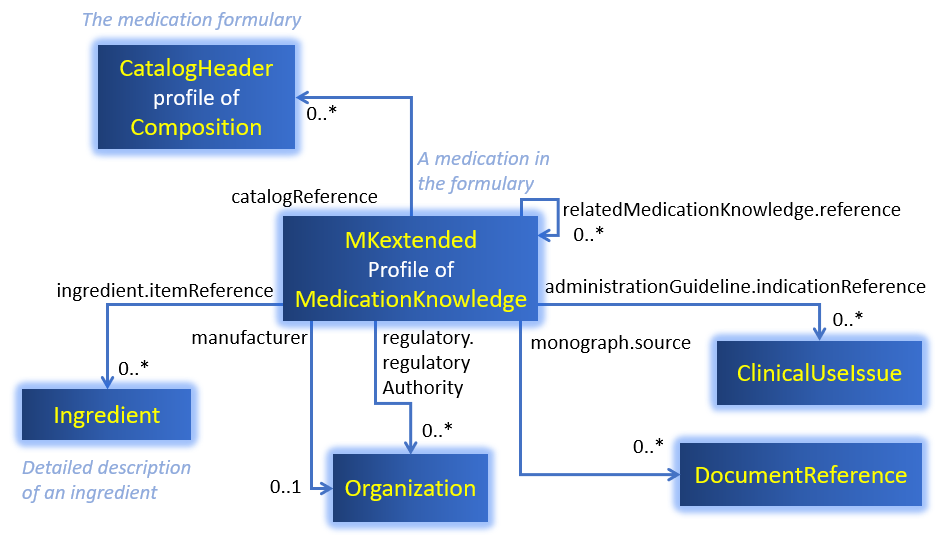 The medication formulary
CatalogHeader
profile of
Composition
0..*
A medication in
the formulary
catalogReference
relatedMedicationKnowledge.reference
0..*
MKextended
Profile of
MedicationKnowledge
ingredient.itemReference
administrationGuideline.indicationReference
0..*
manufacturer
regulatory.
regulatory
Authority
monograph.source
0..*
ClinicalUseIssue
Ingredient
0..*
0..*
Detailed description
of an ingredient
0..1
Organization
DocumentReference